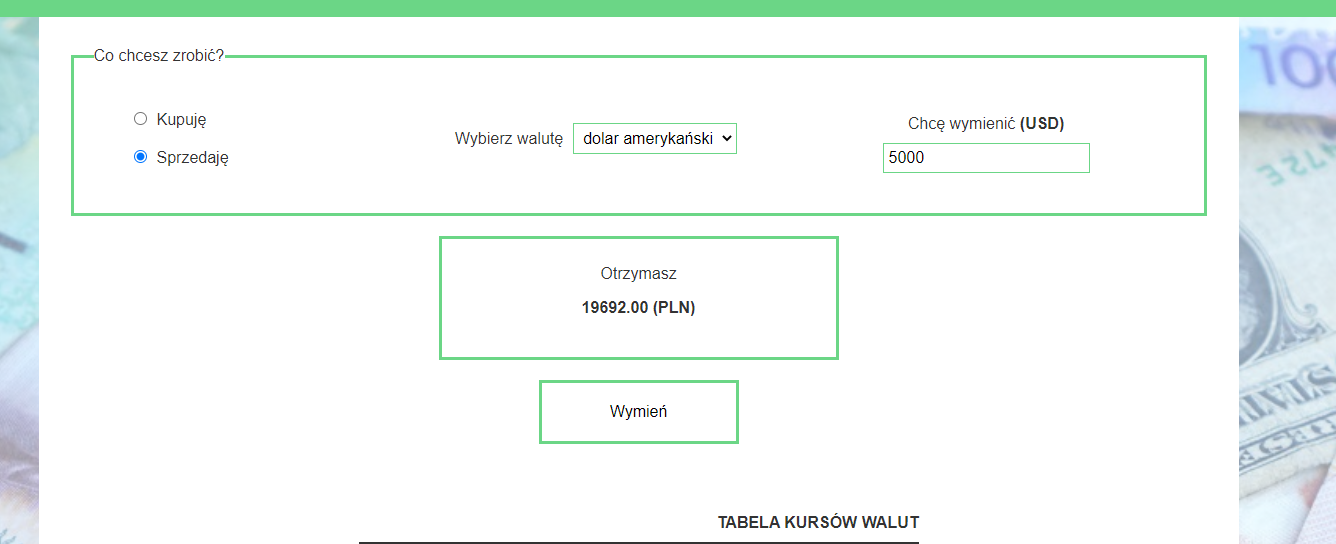 Co chcesz zrobić?
Kupuję
Sprzedaję
Wybierz walutę dolar amerykański
Chcę wymienić (USD)
5000
Otrzymasz
19692.00 (PLN)
Wymień
TABELA KURSÓW WALUT